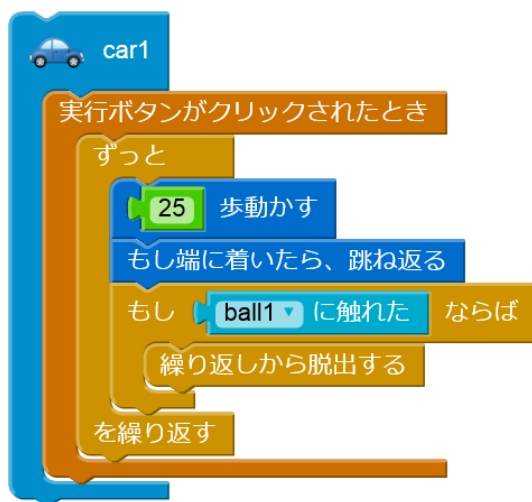 car1
実行ボタンがクリックされたとき
ずっと
25 歩動かす
もし端に着いたら、跳ね返る
もし ball1 に触れた ならば
繰り返しから脱出する
を繰り返す